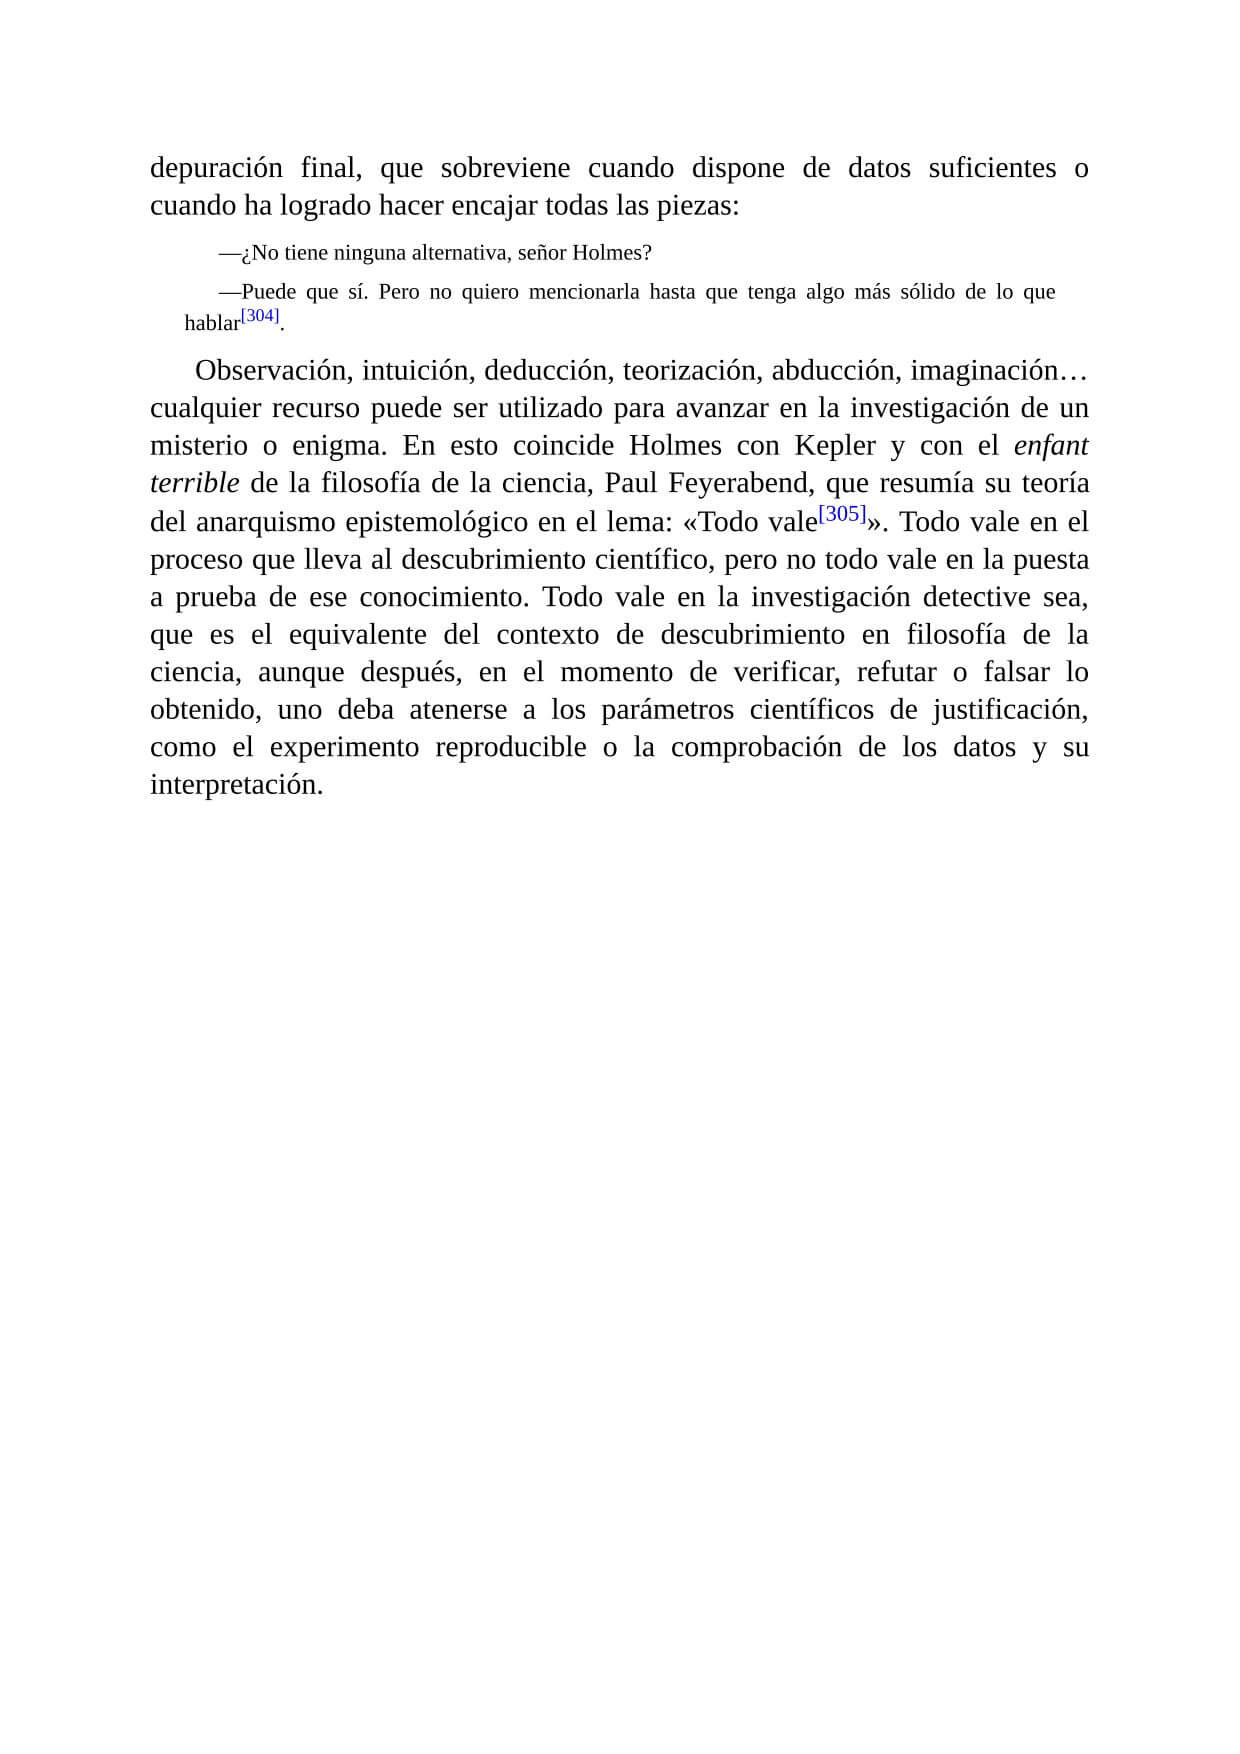 depuración final, que sobreviene cuando dispone de datos suficientes o
cuando ha logrado hacer encajar todas las piezas:
—¿No tiene ninguna alternativa, señor Holmes?
—Puede que sí. Pero no quiero mencionarla hasta que tenga algo más sólido de lo que
hablar[304].
Observación, intuición, deducción, teorización, abducción, imaginación…
cualquier recurso puede ser utilizado para avanzar en la investigación de un
misterio o enigma. En esto coincide Holmes con Kepler y con el enfant
terrible de la filosofía de la ciencia, Paul Feyerabend, que resumía su teoría
del anarquismo epistemológico en el lema: «Todo vale[305]». Todo vale en el
proceso que lleva al descubrimiento científico, pero no todo vale en la puesta
a prueba de ese conocimiento. Todo vale en la investigación detective sea,
que es el equivalente del contexto de descubrimiento en filosofía de la
ciencia, aunque después, en el momento de verificar, refutar o falsar lo
obtenido, uno deba atenerse a los parámetros científicos de justificación,
como el experimento reproducible o la comprobación de los datos y su
interpretación.